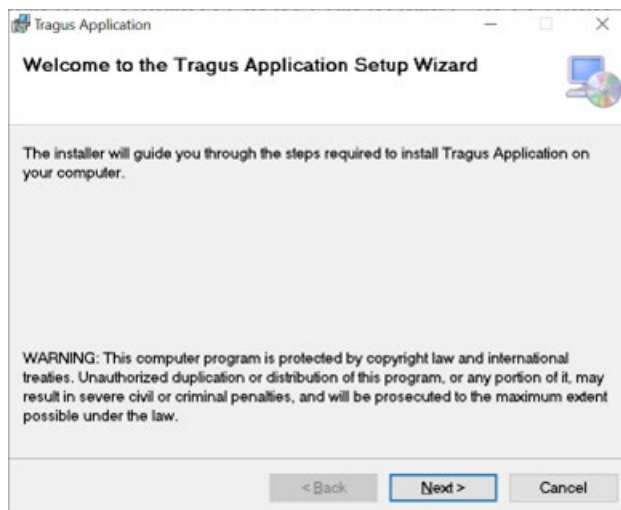 Tragus Application
Welcome to the Tragus Application Setup Wizard
The installer will guide you through the steps required to install Tragus Application on
your computer.
WARNING: This computer program is protected by copyright law and international
treaties. Unauthorized duplication or distribution of this program, or any portion of it, may
result in severe civil or criminal penalties, and will be prosecuted to the maximum extent
possible under the law.
< Back
Next >
Cancel